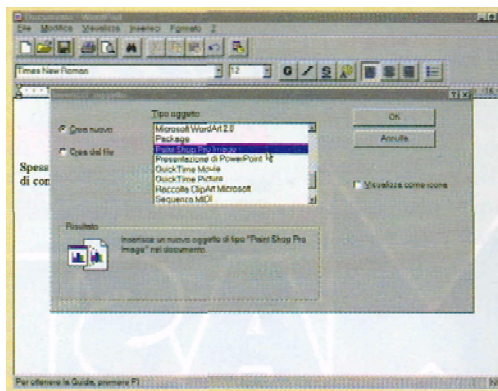 WordPad
File Modifica Visualizza Inserisci Formato ?
Times New Roman 12 G
Tipo oggetto
Crea nuovo
Crea dal file
Microsoft WordArt 2.0
Package
Paint Shop Pro Image
Presentazione di PowerPoint
QuickTime Movie
QuickTime Picture
Raccolta ClipArt Microsoft
Sequenza MIDI
OK
Annulla
Visualizza come icona
Spess
di con
Risultato
Inserisce un nuovo oggetto di tipo "Paint Shop Pro
Image" nel documento.
Per ottenere la Guida, premere F1